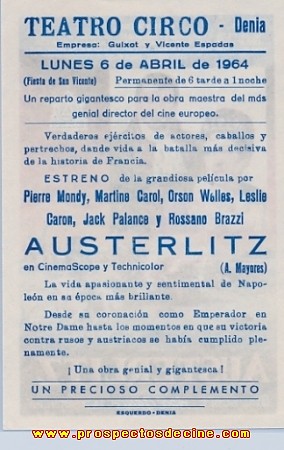 TEATRO CIRCO - Denia
Empresa: Guixot y Vicente Espadas
LUNES 6 de ABRIL de 1964
(Fiesta de San Vicente) Permanente de 6 tarde a 1 noche
Un reparto gigantesco para la obra maestra del más
genial director del cine europeo.
Verdaderos ejércitos de actores, caballos y
pertrechos, dande vida a la batalla más decisiva
de la historia de Francia.
ESTRENO de la grandiosa película por
Pierre Mondy, Martine Carol, Orson Welles, Leslie
Caron, Jack Palance y Rossano Brazzi
AUSTERLITZ
en CinemaScope y Technicolor (A. Mayores)
La vida apasionante y sentimental de Napo-
león en su época más brillante.
Desde su coronación como Emperador en
Notre Dame hasta los momentos en que su victoria
contra rusos y austriacos se había cumplido ple-
namente.
¡Una obra genial y gigantesca!
UN PRECIOSO COMPLEMENTO
ESQUERDO-DENIA
www.prospectosdecine.com